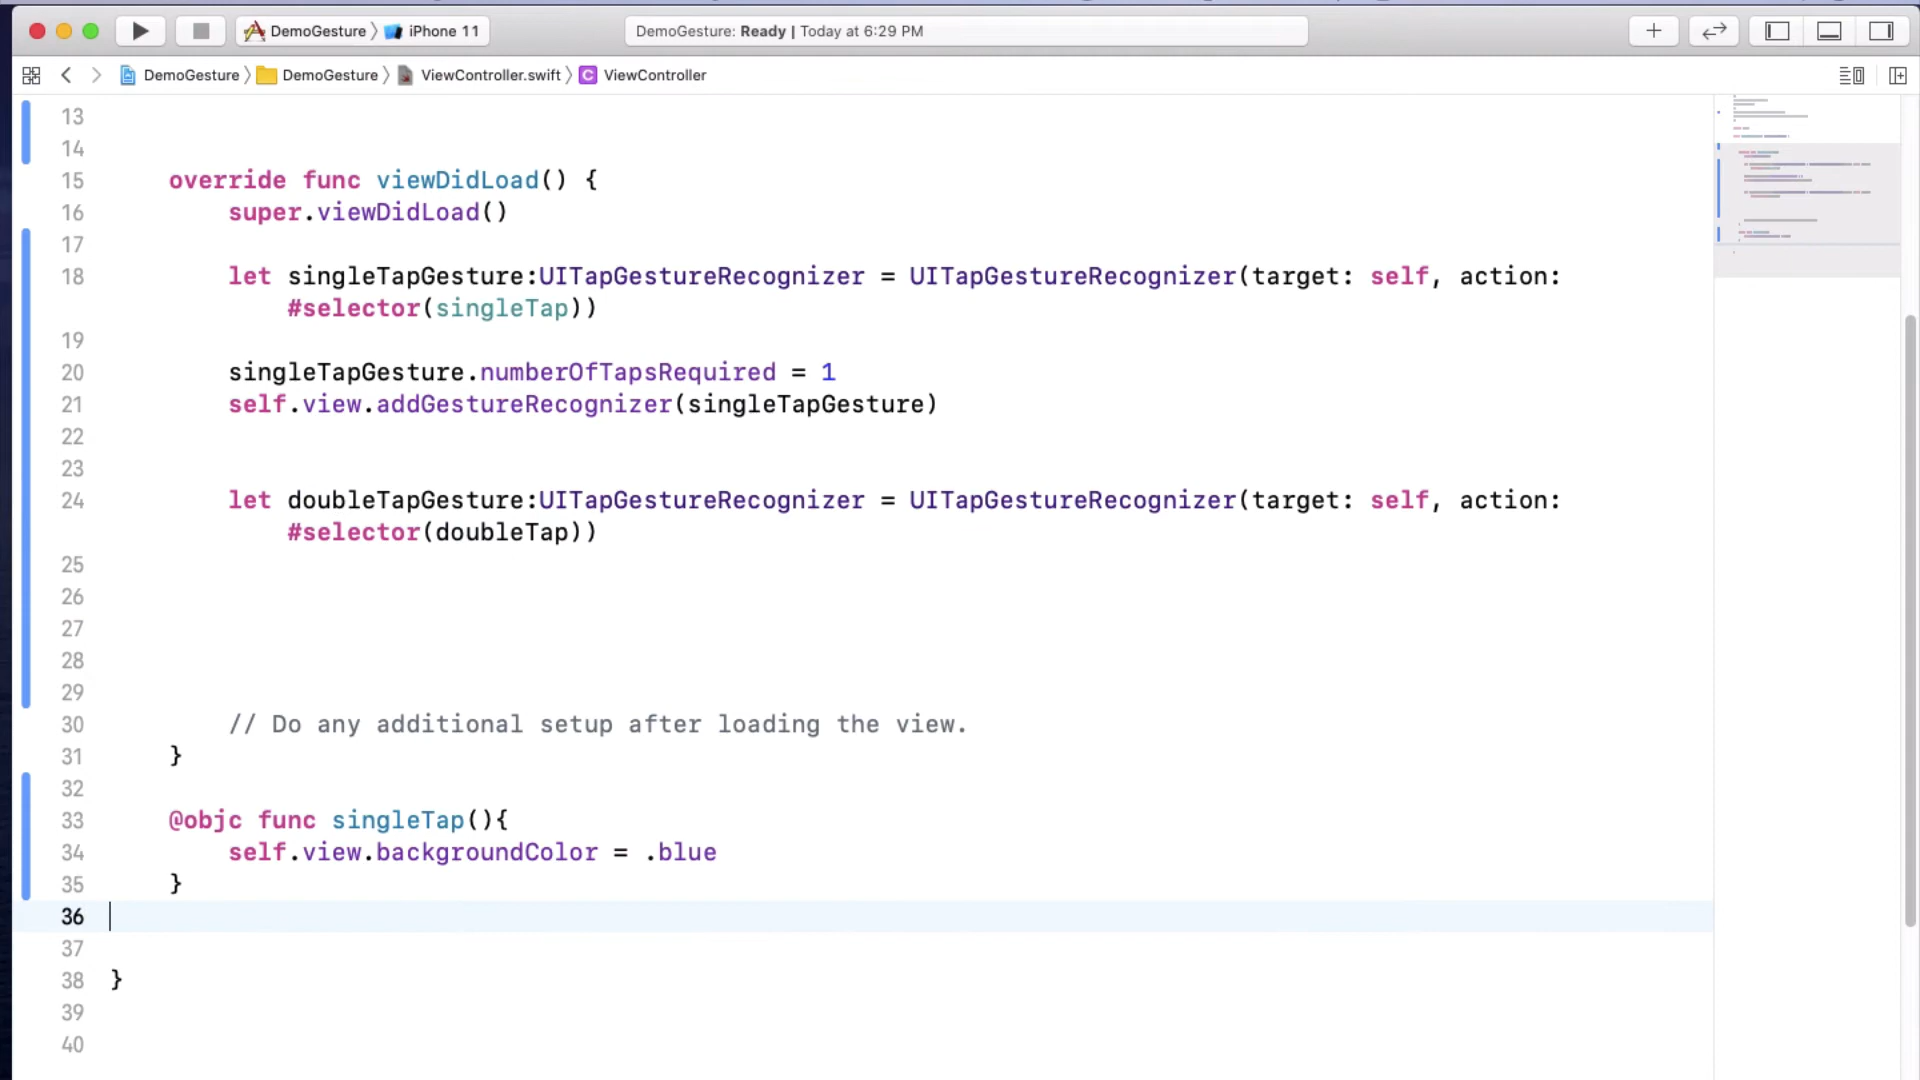 DemoGesture 〉 iPhone 11
DemoGesture: Ready | Today at 6:29 PM
DemoGesture 〉 DemoGesture 〉 ViewController.swift 〉 C ViewController
13
14
15 override func viewDidLoad() {
16 super.viewDidLoad()
17
18 let singleTapGesture:UITapGestureRecognizer = UITapGestureRecognizer(target: self, action:
#selector(singleTap))
19
20 singleTapGesture.numberOfTapsRequired = 1
21 self.view.addGestureRecognizer(singleTapGesture)
22
23
24 let doubleTapGesture:UITapGestureRecognizer = UITapGestureRecognizer(target: self, action:
#selector(doubleTap))
25
26
27
28
29
30 // Do any additional setup after loading the view.
31 }
32
33 @objc func singleTap(){
34 self.view.backgroundColor = .blue
35 }
36
37
38 }
39
40